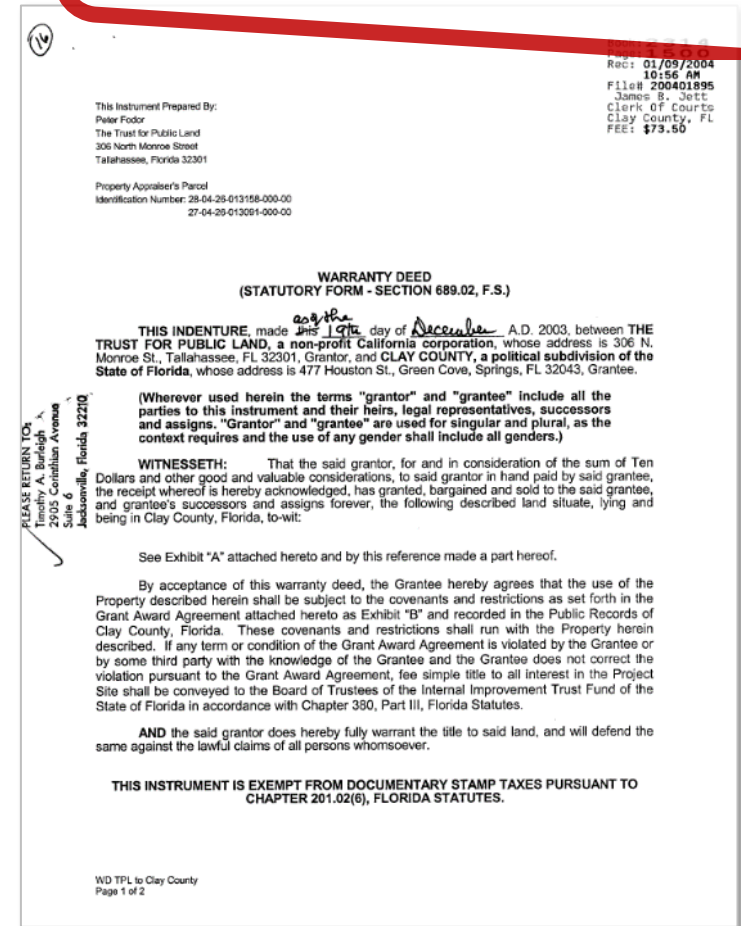 16
Book: 2314
Page: 1500
Rec: 01/09/2004
10:56 AM
File# 200401895
James B. Jett
Clerk Of Courts
Clay County, FL
FEE: $73.50
This Instrument Prepared By:
Peter Fodor
The Trust for Public Land
306 North Monroe Street
Tallahassee, Florida 32301
Property Appraiser's Parcel
Identification Number: 28-04-26-013158-000-00
27-04-26-013091-000-00
WARRANTY DEED
(STATUTORY FORM - SECTION 689.02, F.S.)
as of the
THIS INDENTURE, made this 19th day of December A.D. 2003, between THE
TRUST FOR PUBLIC LAND, a non-profit California corporation, whose address is 306 N.
Monroe St., Tallahassee, FL 32301, Grantor, and CLAY COUNTY, a political subdivision of the
State of Florida, whose address is 477 Houston St., Green Cove, Springs, FL 32043, Grantee.
(Wherever used herein the terms "grantor" and "grantee" include all the
parties to this instrument and their heirs, legal representatives, successors
and assigns. "Grantor" and "grantee" are used for singular and plural, as the
context requires and the use of any gender shall include all genders.)
PLEASE RETURN TO:
Timothy A. Burleigh
2905 Corinthian Avenue
Suite 6
Jacksonville, Florida 32210
WITNESSETH: That the said grantor, for and in consideration of the sum of Ten
Dollars and other good and valuable considerations, to said grantor in hand paid by said grantee,
the receipt whereof is hereby acknowledged, has granted, bargained and sold to the said grantee,
and grantee's successors and assigns forever, the following described land situate, lying and
being in Clay County, Florida, to-wit:
See Exhibit "A" attached hereto and by this reference made a part hereof.
By acceptance of this warranty deed, the Grantee hereby agrees that the use of the
Property described herein shall be subject to the covenants and restrictions as set forth in the
Grant Award Agreement attached hereto as Exhibit "B" and recorded in the Public Records of
Clay County, Florida. These covenants and restrictions shall run with the Property herein
described. If any term or condition of the Grant Award Agreement is violated by the Grantee or
by some third party with the knowledge of the Grantee and the Grantee does not correct the
violation pursuant to the Grant Award Agreement, fee simple title to all interest in the Project
Site shall be conveyed to the Board of Trustees of the Internal Improvement Trust Fund of the
State of Florida in accordance with Chapter 380, Part III, Florida Statutes.
AND the said grantor does hereby fully warrant the title to said land, and will defend the
same against the lawful claims of all persons whomsoever.
THIS INSTRUMENT IS EXEMPT FROM DOCUMENTARY STAMP TAXES PURSUANT TO
CHAPTER 201.02(6), FLORIDA STATUTES.
WD TPL to Clay County
Page 1 of 2